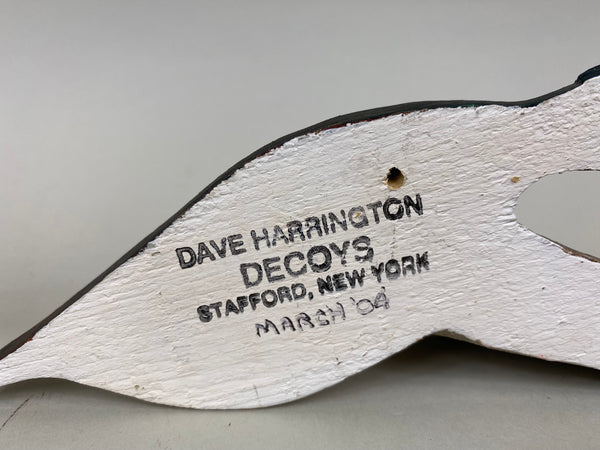 DAVE HARRINGTON
DECOYS
STAFFORD, NEW YORK
MARCH '04